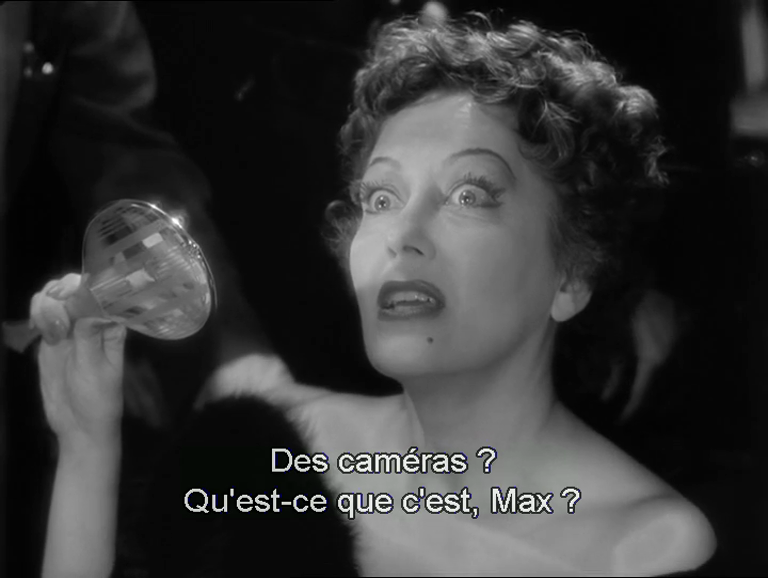 Des caméras ?
Qu'est-ce que c'est, Max ?